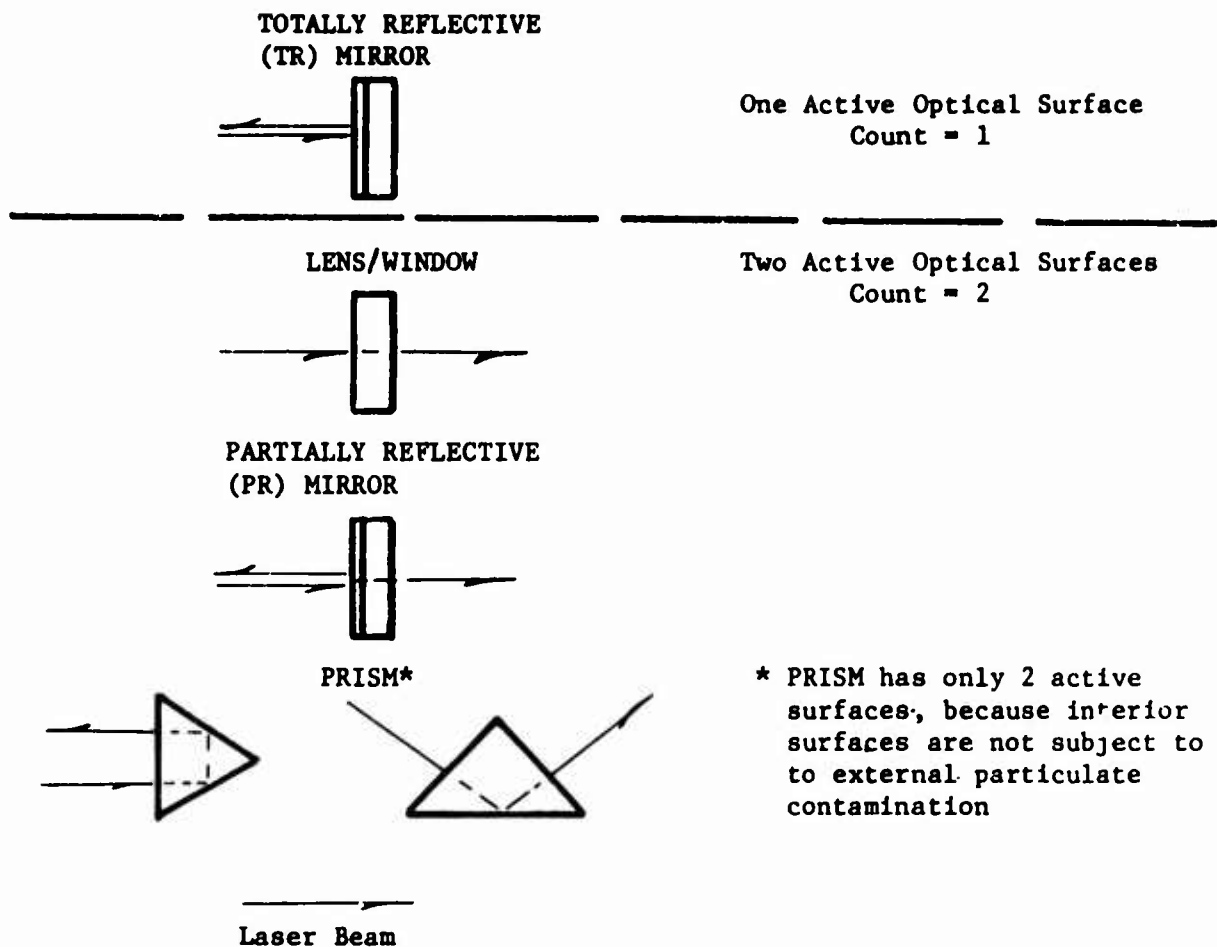 TOTALLY REFLECTIVE
(TR) MIRROR
One Active Optical Surface
Count = 1
LENS/WINDOW
Two Active Optical Surfaces
Count = 2
PARTIALLY REFLECTIVE
(PR) MIRROR
PRISM*
* PRISM has only 2 active
surfaces, because interior
surfaces are not subject to
to external particulate
contamination
Laser Beam